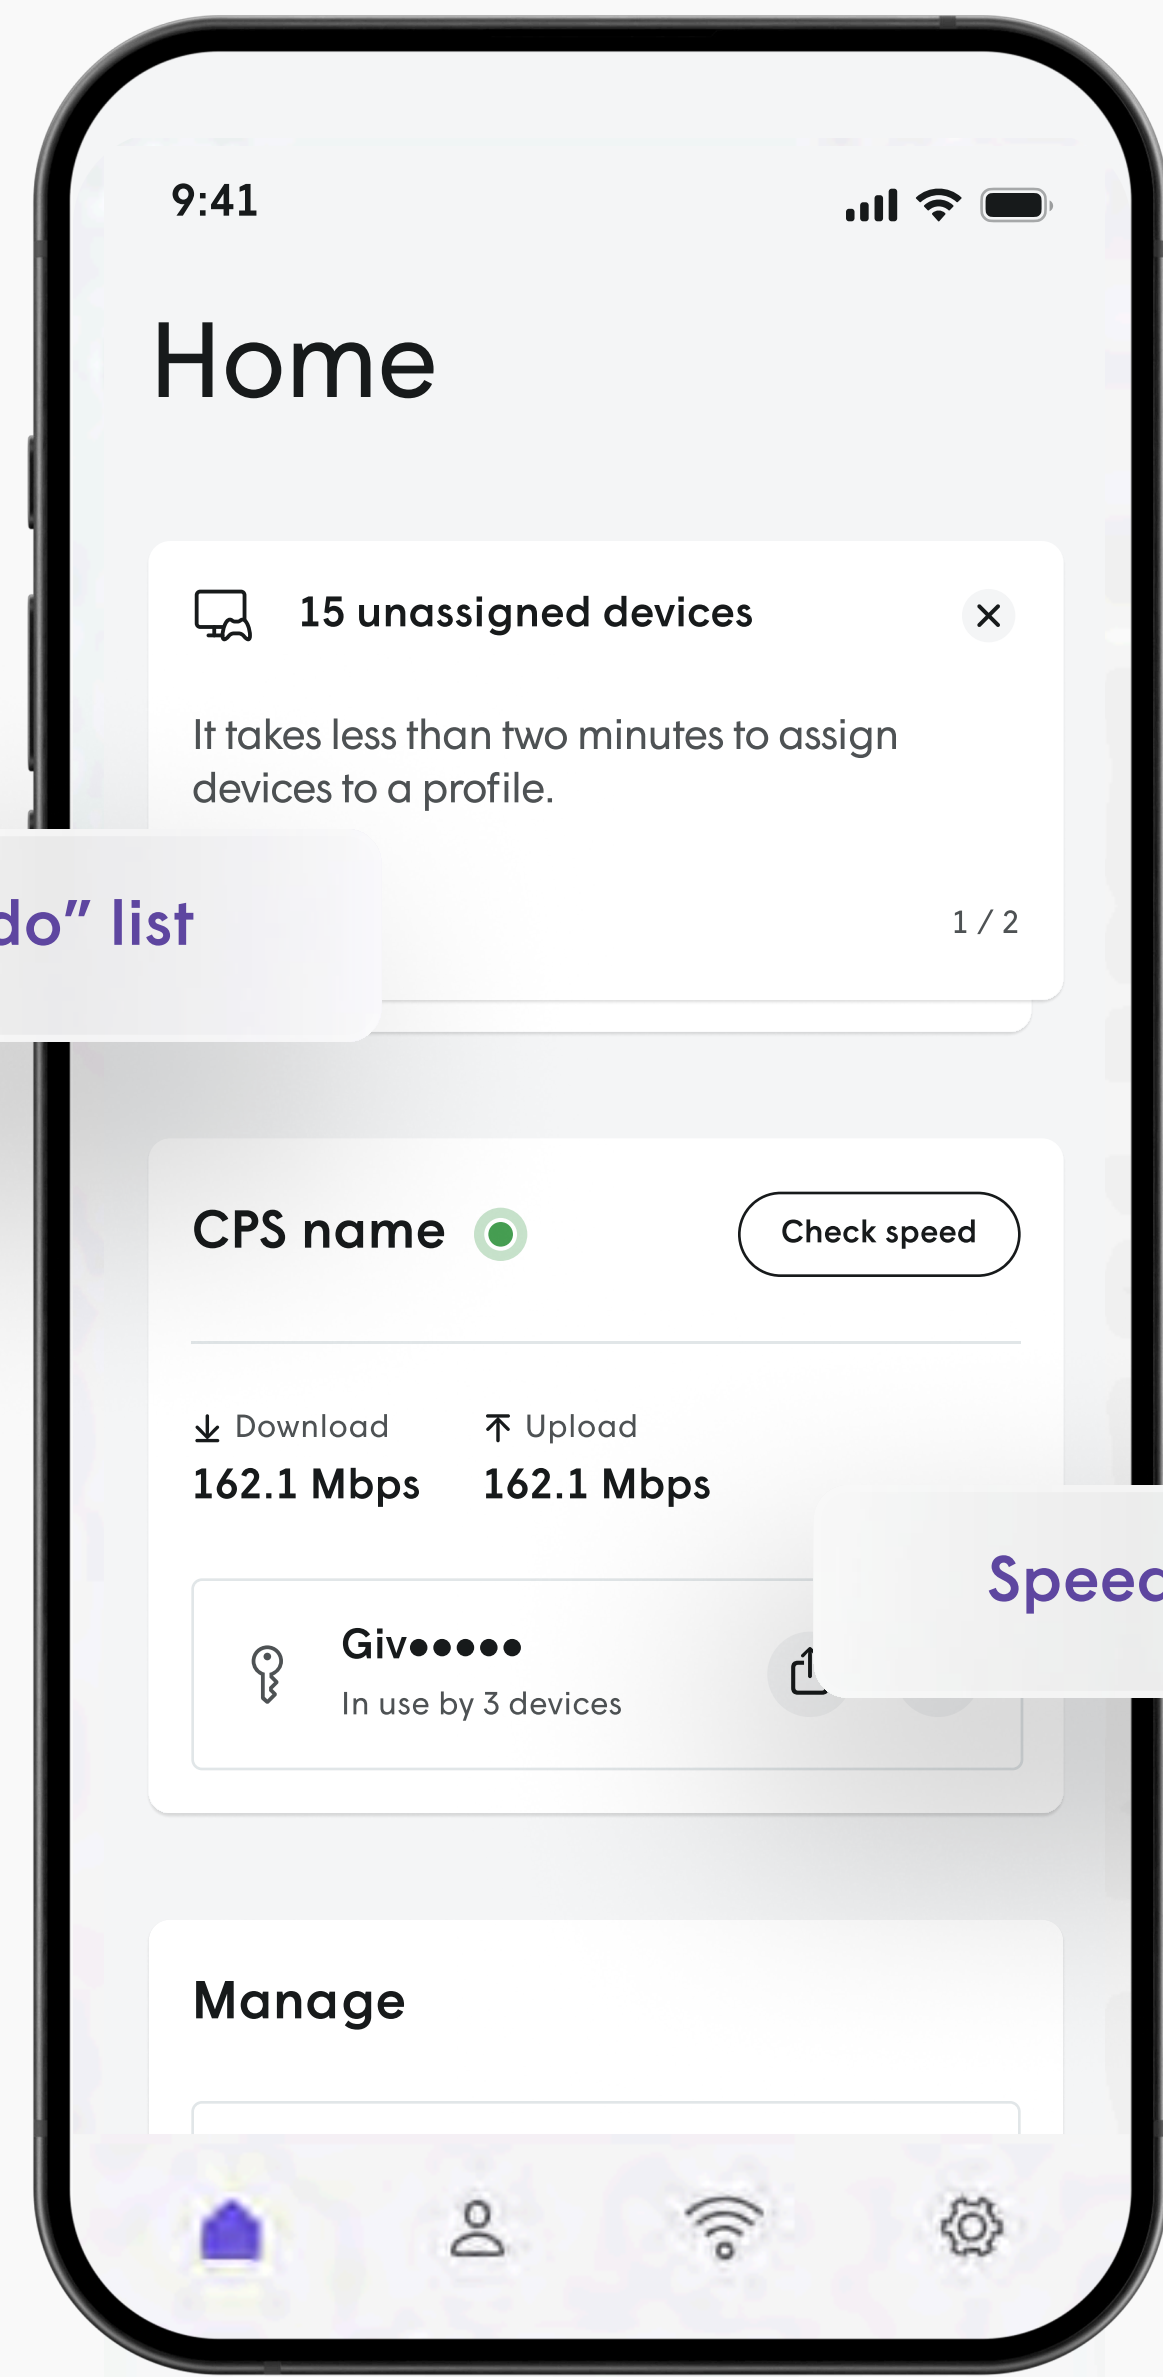 9:41
Home
15 unassigned devices
It takes less than two minutes to assign
devices to a profile.
do” list
1 / 2
CPS name
Check speed
Download
Upload
162.1 Mbps
162.1 Mbps
Speed
Giv●●●●●
In use by 3 devices
Manage